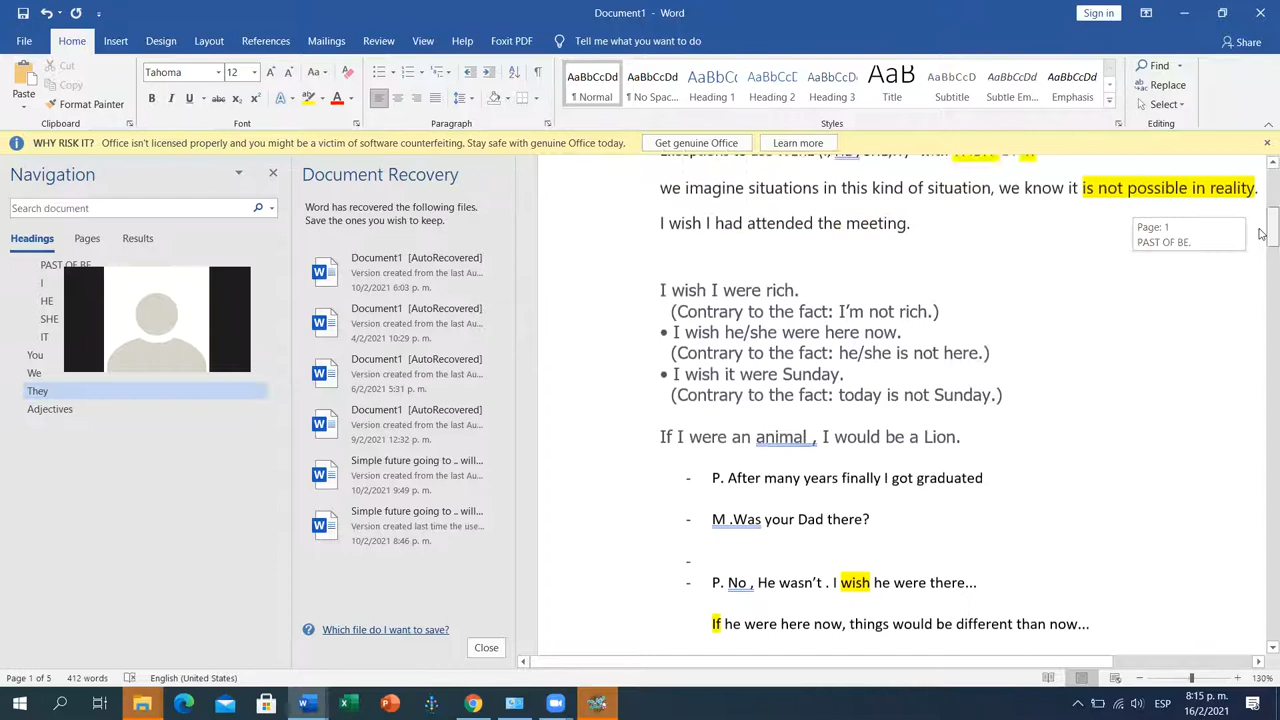 Document1 - Word
Sign in
File Home Insert Design Layout References Mailings Review View Help Foxit PDF Tell me what you want to do Share
Paste Cut Copy Format Painter
Clipboard
Tahoma 12
Font
Paragraph
AaBbCcDd ¶ Normal
AaBbCcDd ¶ No Spac...
AaBbCc Heading 1
AaBbCcD Heading 2
AaBbCcD Heading 3
AaB Title
AaBbCcD Subtitle
AaBbCcDd Subtle Em...
AaBbCcDd Emphasis
Styles
Find
Replace
Select
Editing
WHY RISK IT? Office isn't licensed properly and you might be a victim of software counterfeiting. Stay safe with genuine Office today. Get genuine Office Learn more
Navigation
Search document
Headings Pages Results
PAST OF BE
I
HE
SHE
IT
You
We
They
Adjectives
Document Recovery
Word has recovered the following files.
Save the ones you wish to keep.
Document1 [AutoRecovered]
Version created from the last Au...
10/2/2021 6:03 p. m.
Document1 [AutoRecovered]
Version created from the last Au...
4/2/2021 10:29 p. m.
Document1 [AutoRecovered]
Version created from the last Au...
6/2/2021 5:31 p. m.
Document1 [AutoRecovered]
Version created from the last Au...
9/2/2021 12:32 p. m.
Simple future going to .. will...
Version created from the last Au...
10/2/2021 9:49 p. m.
Simple future going to .. will...
Version created last time the use...
10/2/2021 8:46 p. m.
Which file do I want to save?
Close
we imagine situations in this kind of situation, we know it is not possible in reality.
I wish I had attended the meeting.
Page: 1
PAST OF BE.
I wish I were rich.
(Contrary to the fact: I’m not rich.)
• I wish he/she were here now.
(Contrary to the fact: he/she is not here.)
• I wish it were Sunday.
(Contrary to the fact: today is not Sunday.)
If I were an animal , I would be a Lion.
- P. After many years finally I got graduated
- M .Was your Dad there?
-
- P. No , He wasn’t . I wish he were there...
If he were here now, things would be different than now...
Page 1 of 5 412 words English (United States) 130%
ESP 8:15 p. m.
16/2/2021